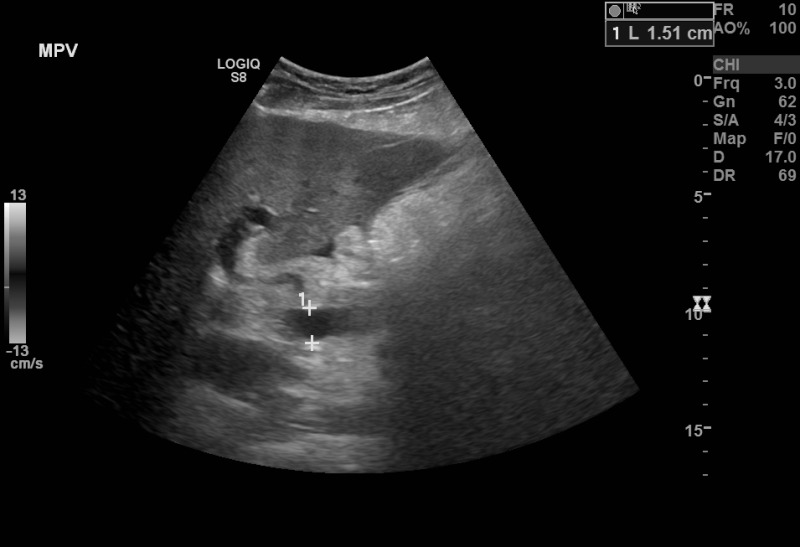 MPV
LOGIQ
S8
1 L 1.51 cm
FR 10
AO% 100
CHI
Frq 3.0
Gn 62
S/A 4/3
Map F/0
D 17.0
DR 69
0
5
10
15
13
-13
cm/s
1